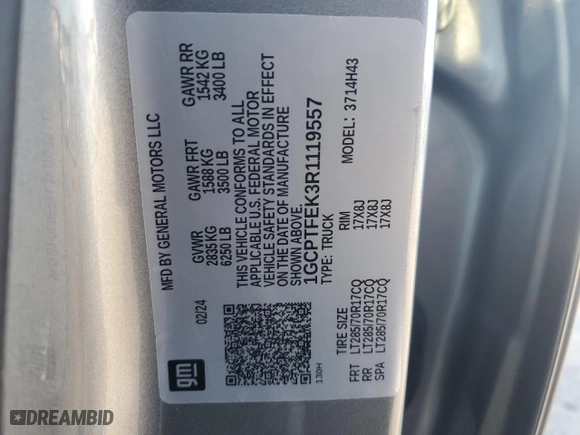 MFD BY GENERAL MOTORS LLC
02/24
GVWR
2835KG
6250 LB
GAWR FRT
1588 KG
3500 LB
GAWR RR
1542 KG
3400 LB
THIS VEHICLE CONFORMS TO ALL
APPLICABLE U.S. FEDERAL MOTOR
VEHICLE SAFETY STANDARDS IN EFFECT
ON THE DATE OF MANUFACTURE
SHOWN ABOVE.
1GCPTFEK3R1119557
TYPE: TRUCK
MODEL: 3714H43
gm
130H
TIRE SIZE RIM
FRT LT285/70R17CQ 17X8J
RR LT285/70R17CQ 17X8J
SPA LT285/70R17CQ 17X8J
DREAMBID